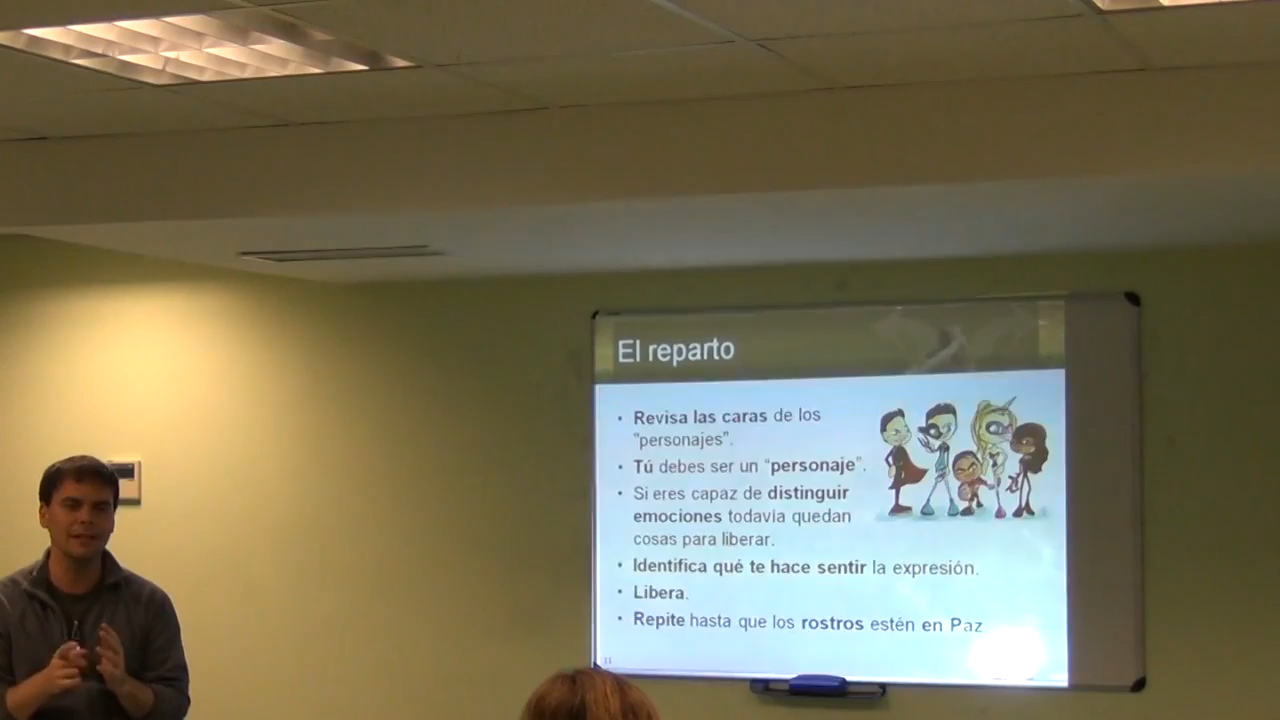 El reparto
• Revisa las caras de los
"personajes".
• Tú debes ser un "personaje".
• Si eres capaz de distinguir
emociones todavía quedan
cosas para liberar.
• Identifica qué te hace sentir la expresión.
• Libera.
• Repite hasta que los rostros estén en Paz
11